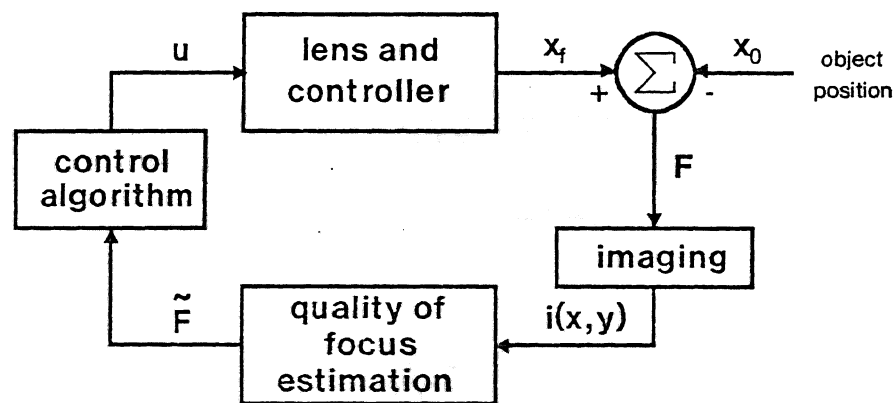 u
lens and
controller
x_f
+
Σ
-
x_0
object
position
control
algorithm
F
imaging
F̃
quality of
focus
estimation
i(x,y)